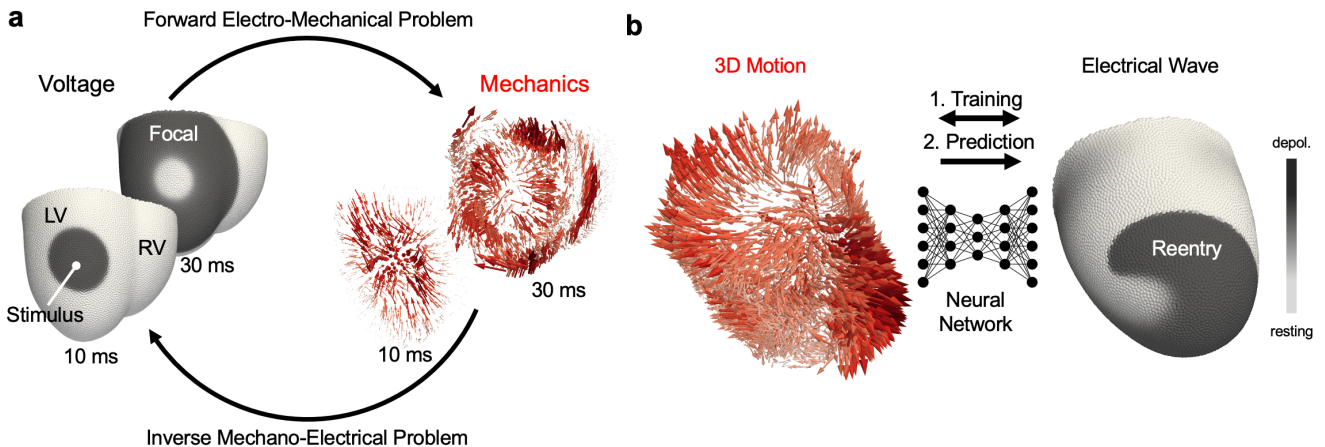 a
Forward Electro-Mechanical Problem
Voltage
Mechanics
Focal
LV
RV
30 ms
Stimulus
10 ms
30 ms
10 ms
Inverse Mechano-Electrical Problem
b
3D Motion
Electrical Wave
1. Training
2. Prediction
depol.
Reentry
Neural
Network
resting